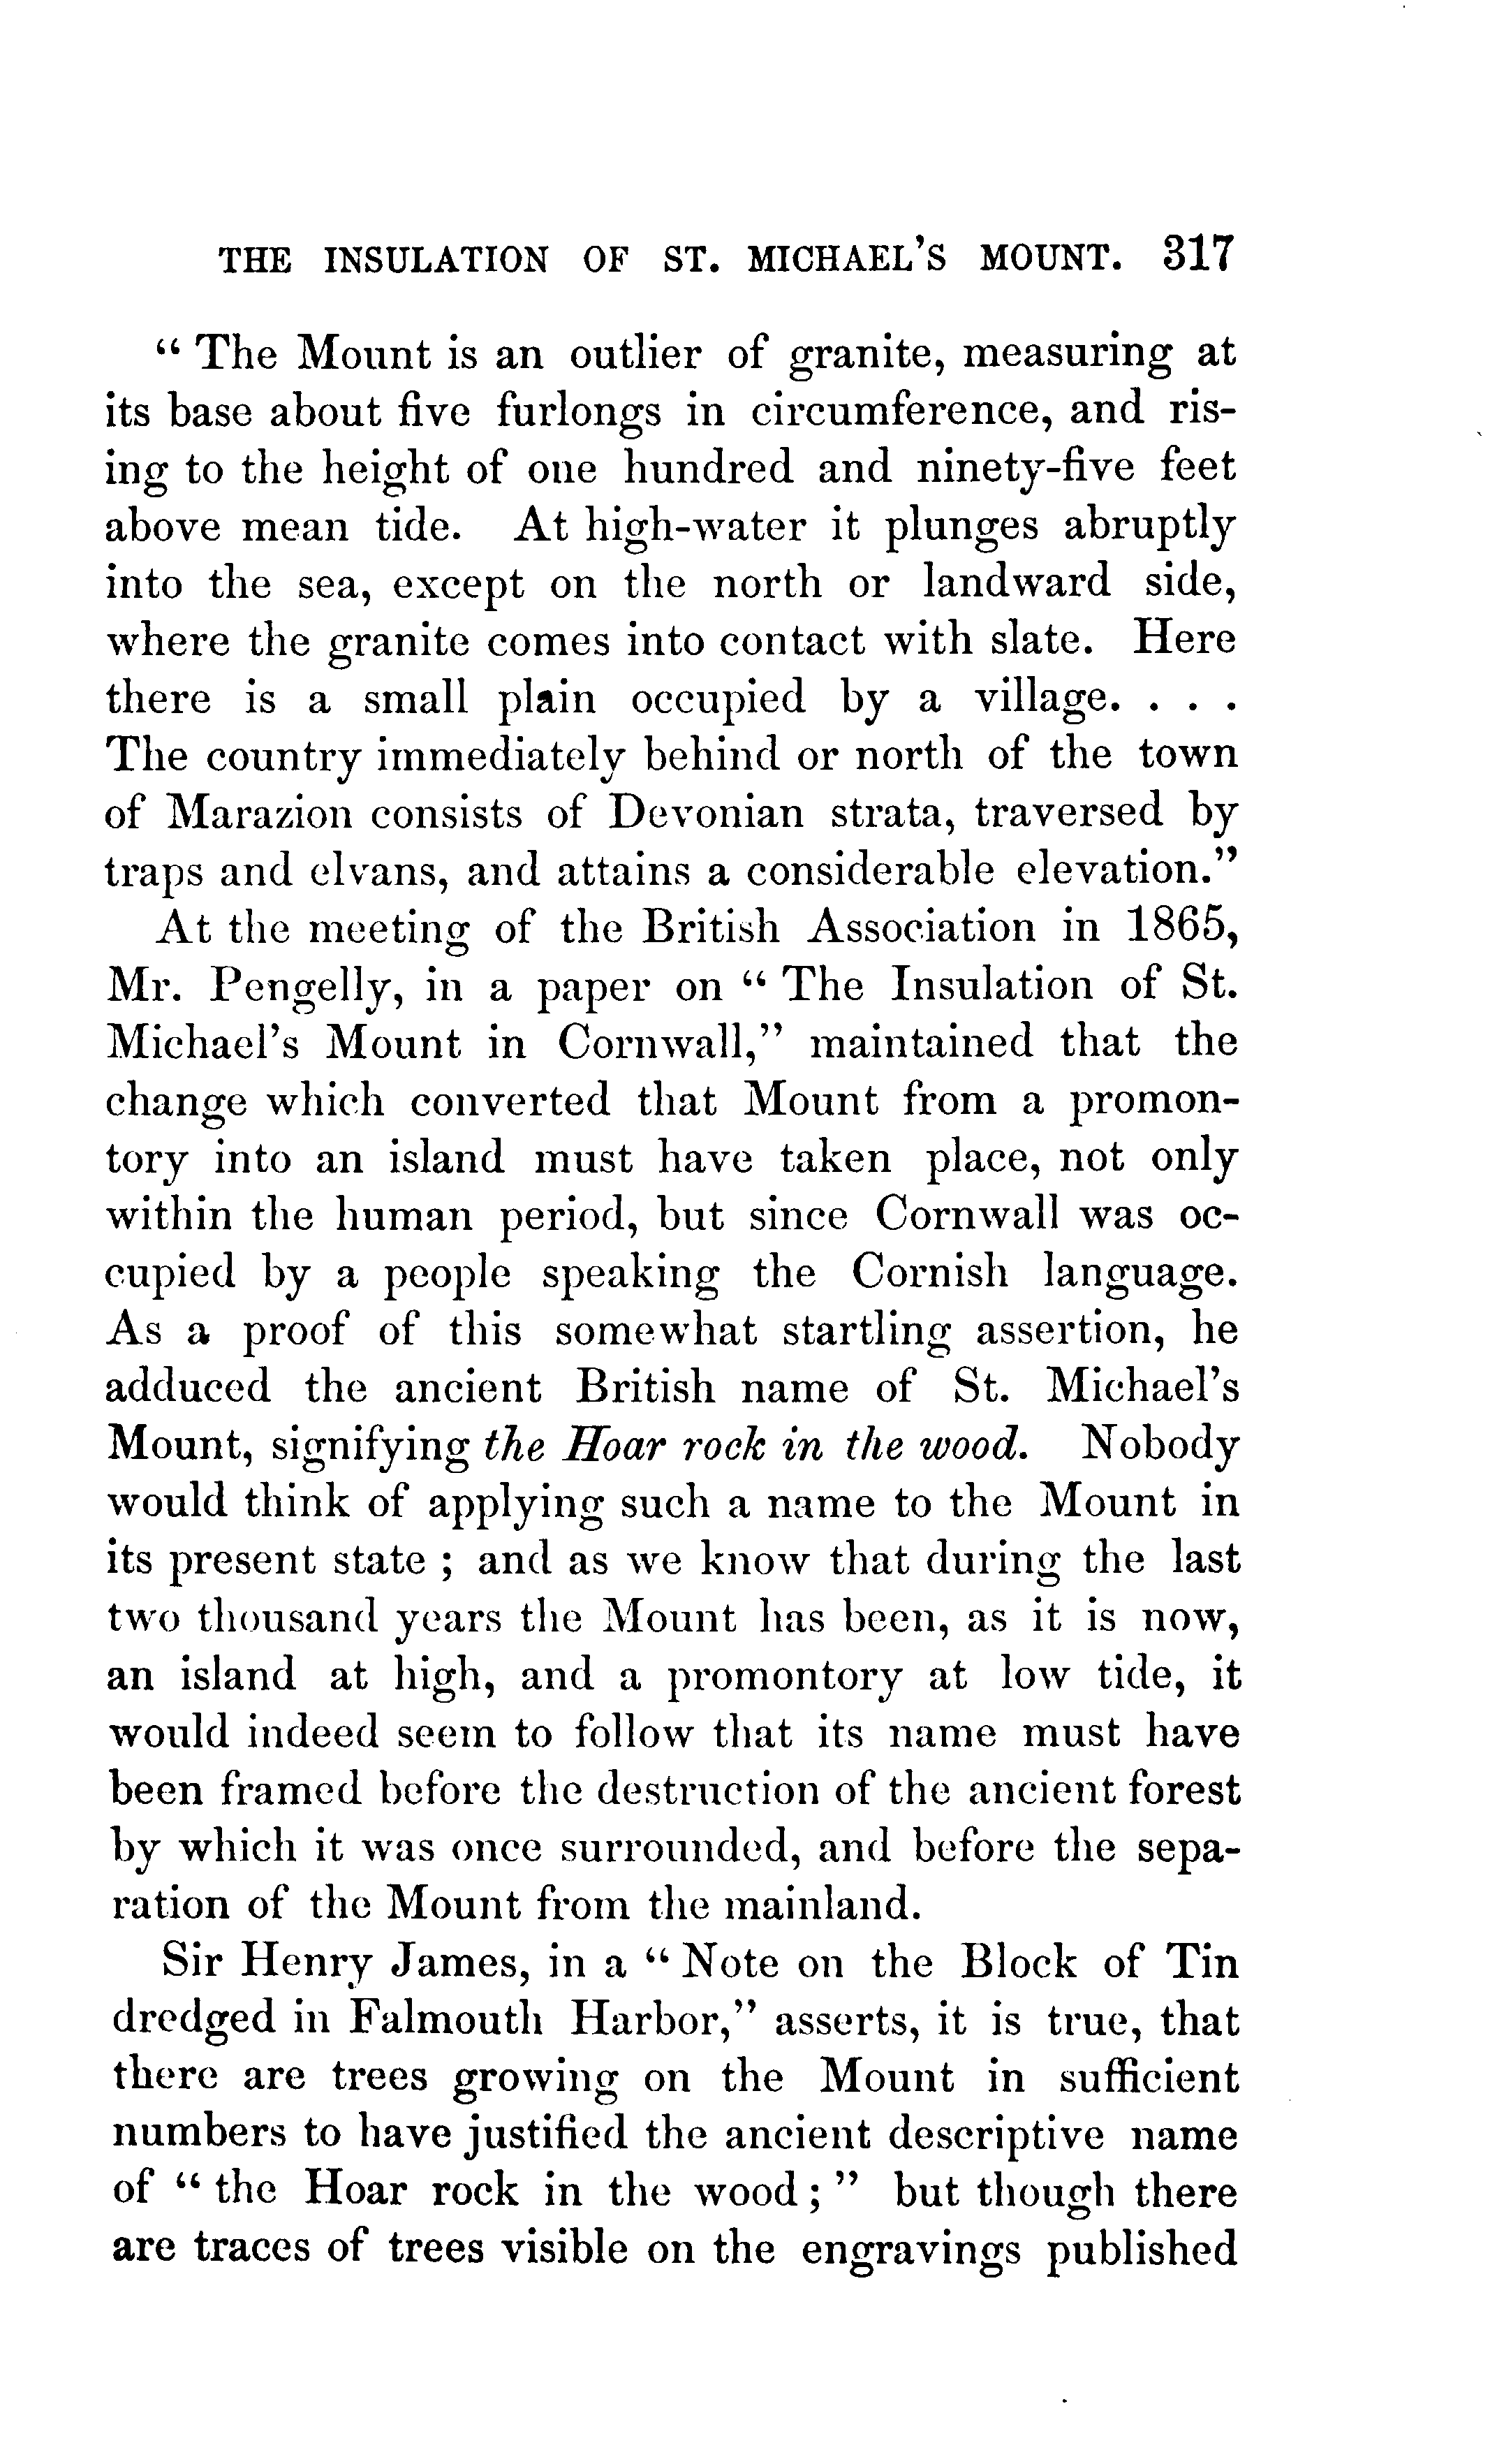 THE INSULATION OF ST. MICHAEL'S MOUNT. 317
“ The Mount is an outlier of granite, measuring at
its base about five furlongs in circumference, and ris-
ing to the height of one hundred and ninety-five feet
above mean tide. At high-water it plunges abruptly
into the sea, except on the north or landward side,
where the granite comes into contact with slate. Here
there is a small plain occupied by a village. . . .
The country immediately behind or north of the town
of Marazion consists of Devonian strata, traversed by
traps and elvans, and attains a considerable elevation.”
At the meeting of the British Association in 1865,
Mr. Pengelly, in a paper on “ The Insulation of St.
Michael's Mount in Cornwall,” maintained that the
change which converted that Mount from a promon-
tory into an island must have taken place, not only
within the human period, but since Cornwall was oc-
cupied by a people speaking the Cornish language.
As a proof of this somewhat startling assertion, he
adduced the ancient British name of St. Michael's
Mount, signifying the Hoar rock in the wood. Nobody
would think of applying such a name to the Mount in
its present state ; and as we know that during the last
two thousand years the Mount has been, as it is now,
an island at high, and a promontory at low tide, it
would indeed seem to follow that its name must have
been framed before the destruction of the ancient forest
by which it was once surrounded, and before the sepa-
ration of the Mount from the mainland.
Sir Henry James, in a “ Note on the Block of Tin
dredged in Falmouth Harbor,” asserts, it is true, that
there are trees growing on the Mount in sufficient
numbers to have justified the ancient descriptive name
of “ the Hoar rock in the wood ; ” but though there
are traces of trees visible on the engravings published